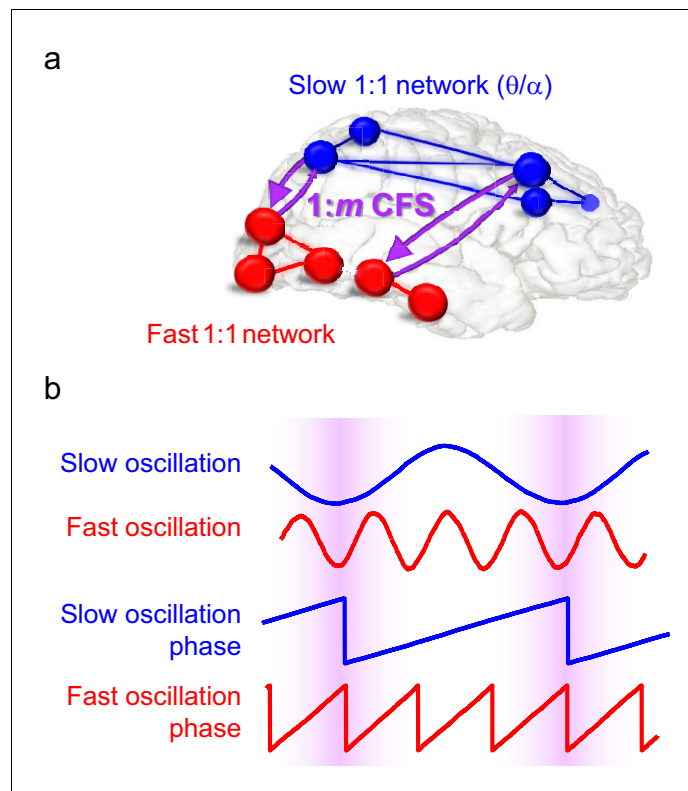 a
Slow 1:1 network (θ/α)
1:m CFS
Fast 1:1 network
b
Slow oscillation
Fast oscillation
Slow oscillation
phase
Fast oscillation
phase